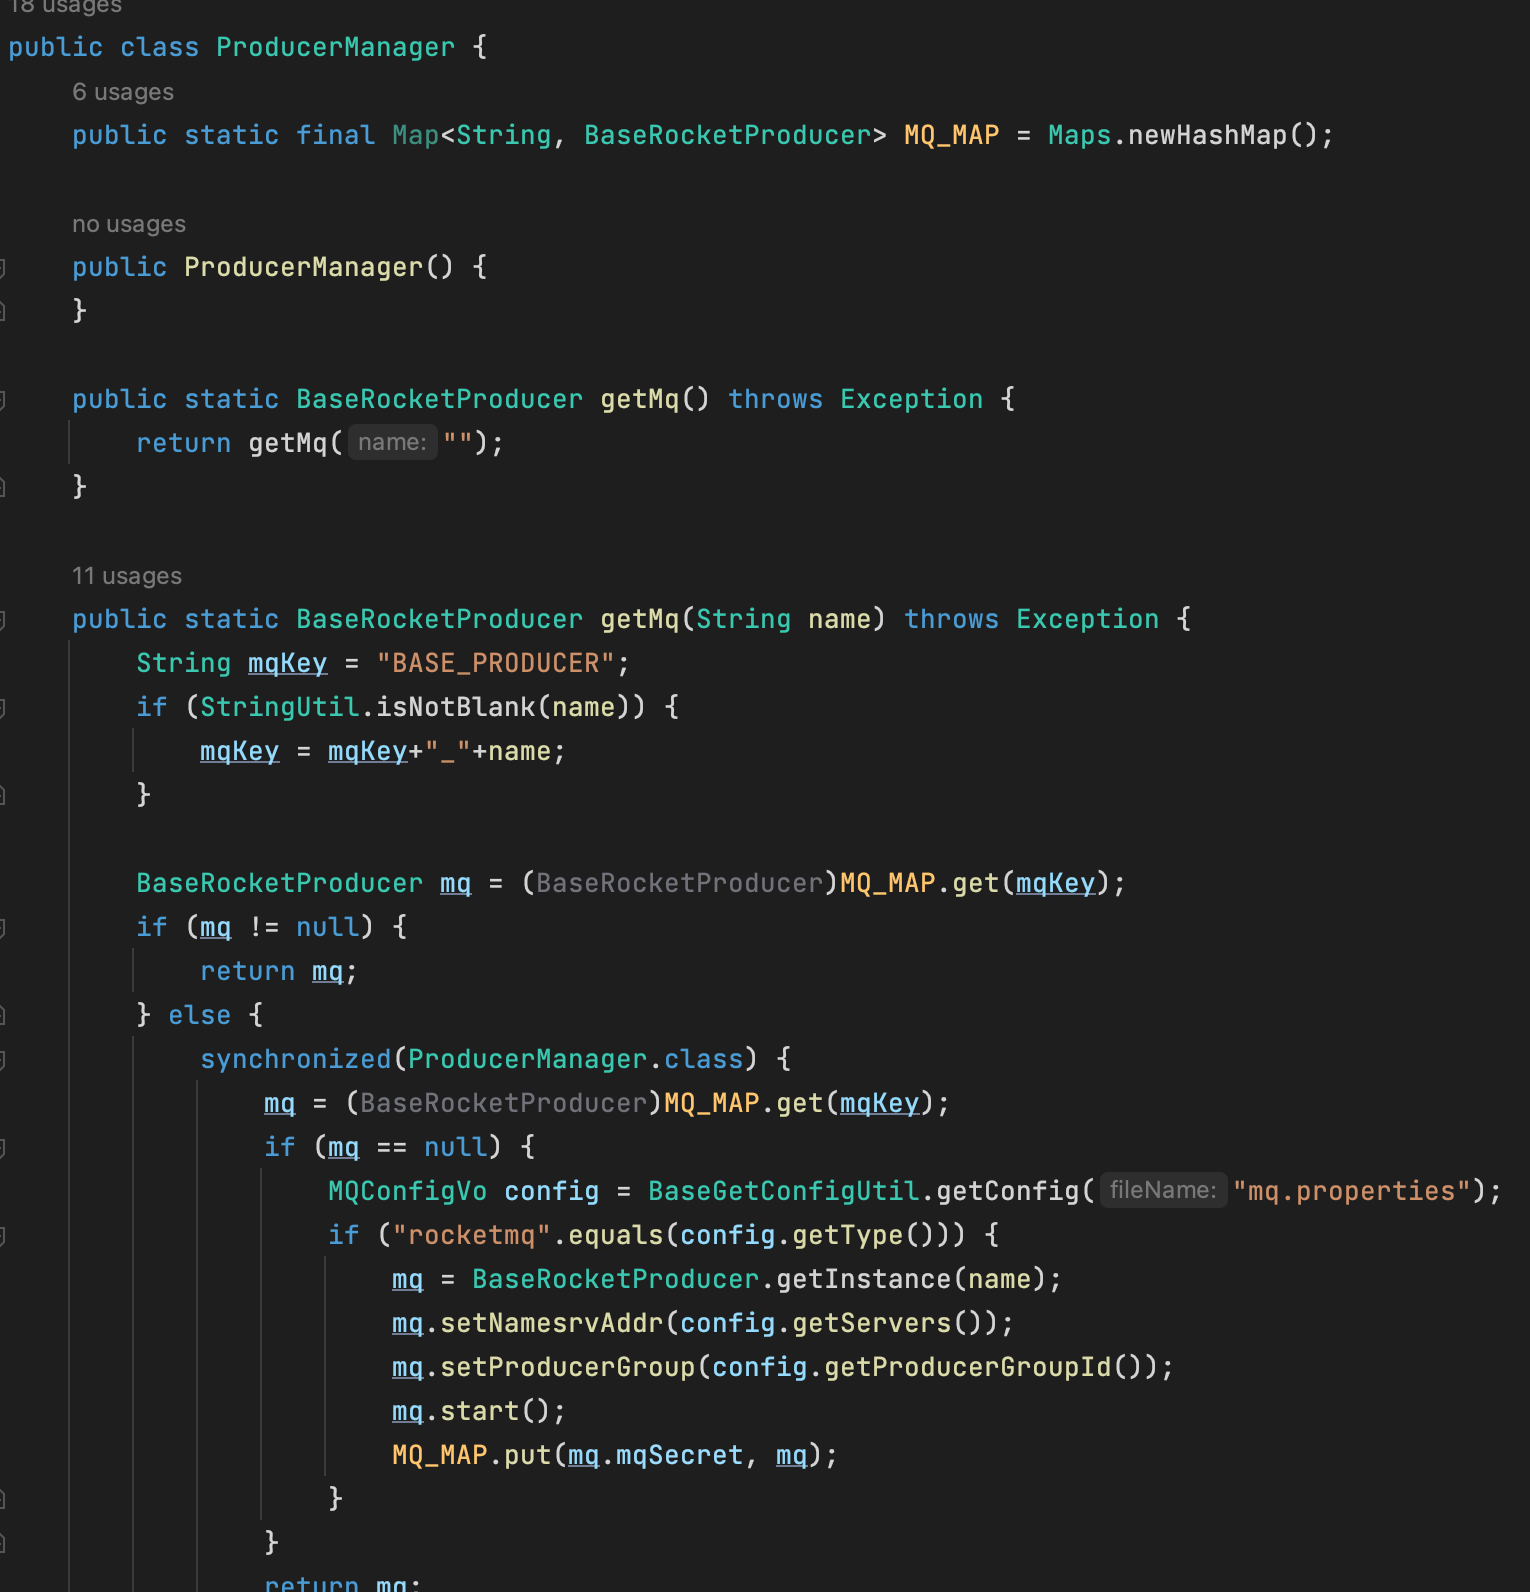 18 usages
public class ProducerManager {
6 usages
public static final Map<String, BaseRocketProducer> MQ_MAP = Maps.newHashMap();
no usages
public ProducerManager() {
}
public static BaseRocketProducer getMq() throws Exception {
return getMq( name: "");
}
11 usages
public static BaseRocketProducer getMq(String name) throws Exception {
String mqKey = "BASE_PRODUCER";
if (StringUtil.isNotBlank(name)) {
mqKey = mqKey+"_"+name;
}
BaseRocketProducer mq = (BaseRocketProducer)MQ_MAP.get(mqKey);
if (mq != null) {
return mq;
} else {
synchronized(ProducerManager.class) {
mq = (BaseRocketProducer)MQ_MAP.get(mqKey);
if (mq == null) {
MQConfigVo config = BaseGetConfigUtil.getConfig( fileName: "mq.properties");
if ("rocketmq".equals(config.getType())) {
mq = BaseRocketProducer.getInstance(name);
mq.setNamesrvAddr(config.getServers());
mq.setProducerGroup(config.getProducerGroupId());
mq.start();
MQ_MAP.put(mq.mqSecret, mq);
}
}
return mq;